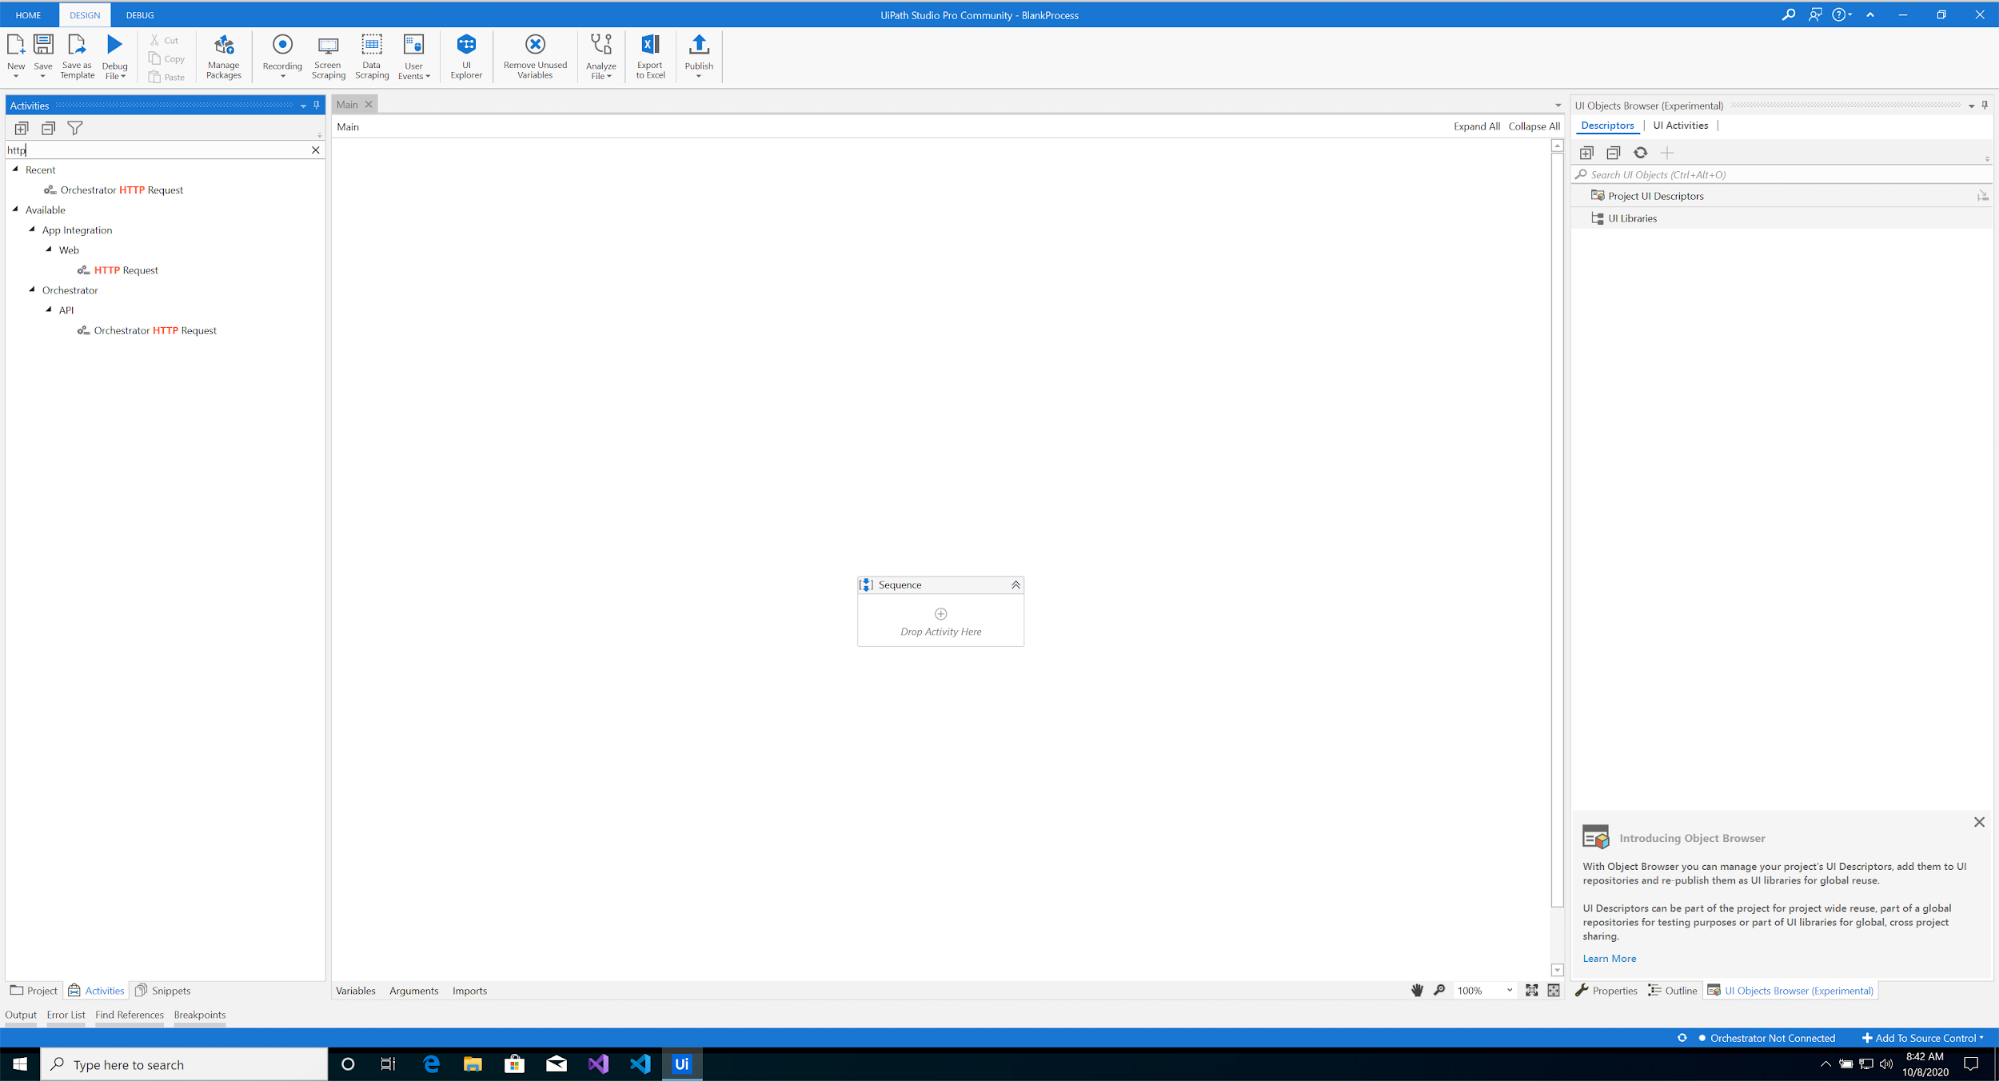 HOME
DESIGN
DEBUG
UiPath Studio Pro Community - BlankProcess
New
Save
Save as Template
Debug File
Cut
Copy
Paste
Manage Packages
Recording
Screen Scraping
Data Scraping
User Events
UI Explorer
Remove Unused Variables
Analyze File
Export to Excel
Publish
Activities
http
Recent
Orchestrator HTTP Request
Available
App Integration
Web
HTTP Request
Orchestrator
API
Orchestrator HTTP Request
Project
Activities
Snippets
Main
Main
Expand All
Collapse All
Sequence
Drop Activity Here
Variables
Arguments
Imports
100%
UI Objects Browser (Experimental)
Descriptors
UI Activities
Search UI Objects (Ctrl+Alt+O)
Project UI Descriptors
UI Libraries
Introducing Object Browser
With Object Browser you can manage your project's UI Descriptors, add them to UI
repositories and re-publish them as UI libraries for global reuse.
UI Descriptors can be part of the project for project wide reuse, part of a global
repositories for testing purposes or part of UI libraries for global, cross project
sharing.
Learn More
Properties
Outline
UI Objects Browser (Experimental)
Output
Error List
Find References
Breakpoints
Orchestrator Not Connected
Add To Source Control
Type here to search
Ui
8:42 AM
10/8/2020